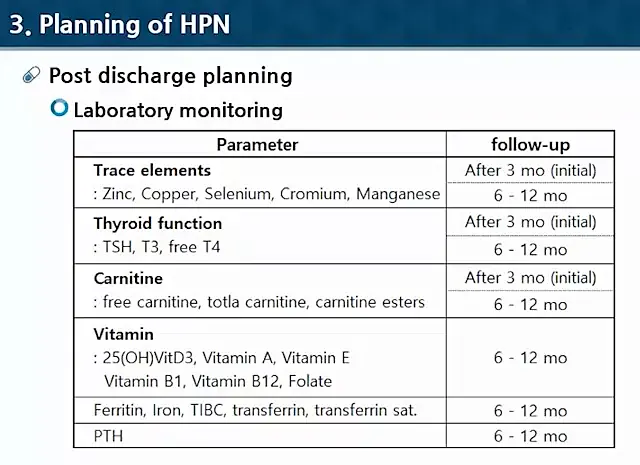 3. Planning of HPN
Post discharge planning
Laboratory monitoring
Parameter follow-up
Trace elements After 3 mo (initial)
: Zinc, Copper, Selenium, Cromium, Manganese 6 - 12 mo
Thyroid function After 3 mo (initial)
: TSH, T3, free T4 6 - 12 mo
Carnitine After 3 mo (initial)
: free carnitine, totla carnitine, carnitine esters 6 - 12 mo
Vitamin
: 25(OH)VitD3, Vitamin A, Vitamin E 6 - 12 mo
Vitamin B1, Vitamin B12, Folate
Ferritin, Iron, TIBC, transferrin, transferrin sat. 6 - 12 mo
PTH 6 - 12 mo